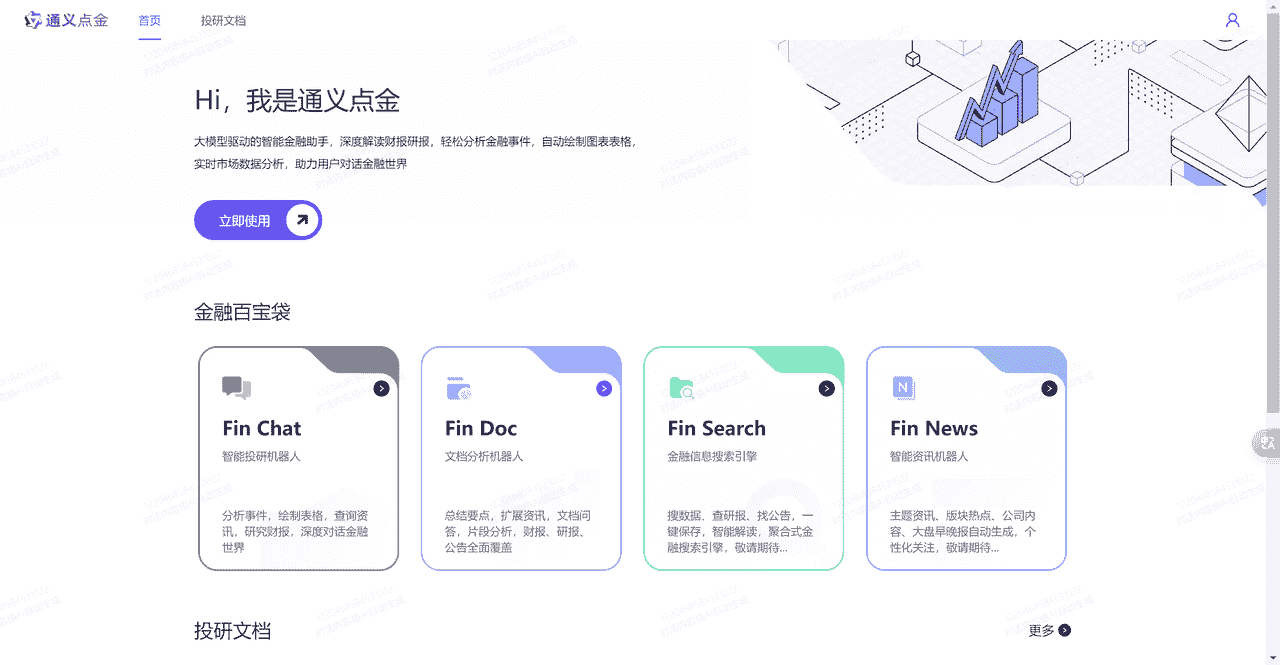 通义点金
首页
投研文档
Hi，我是通义点金
大模型驱动的智能金融助手，深度解读财报研报，轻松分析金融事件，自动绘制图表表格，
实时市场数据分析，助力用户对话金融世界
立即使用
金融百宝袋
Fin Chat
智能投研机器人
分析事件，绘制表格，查询资
讯，研究财报，深度对话金融
世界
Fin Doc
文档分析机器人
总结要点，扩展资讯，文档问
答，片段分析，财报、研报、
公告全面覆盖
Fin Search
金融信息搜索引擎
搜数据、查研报、找公告，一
键保存，智能解读，聚合式金
融搜索引擎，敬请期待...
N
Fin News
智能资讯机器人
主题资讯、版块热点、公司内
容、大盘早晚报自动生成，个
性化关注，敬请期待...
投研文档
更多